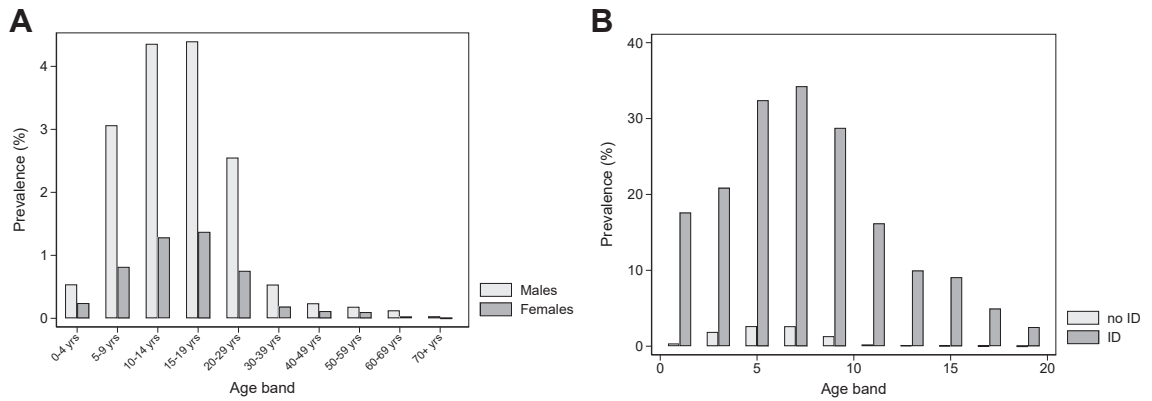 A
Prevalence (%)
4
3
2
1
0
0-4 yrs
5-9 yrs
10-14 yrs
15-19 yrs
20-29 yrs
30-39 yrs
40-49 yrs
50-59 yrs
60-69 yrs
70+ yrs
Age band
Males
Females
B
Prevalence (%)
40
30
20
10
0
0
5
10
15
20
Age band
no ID
ID